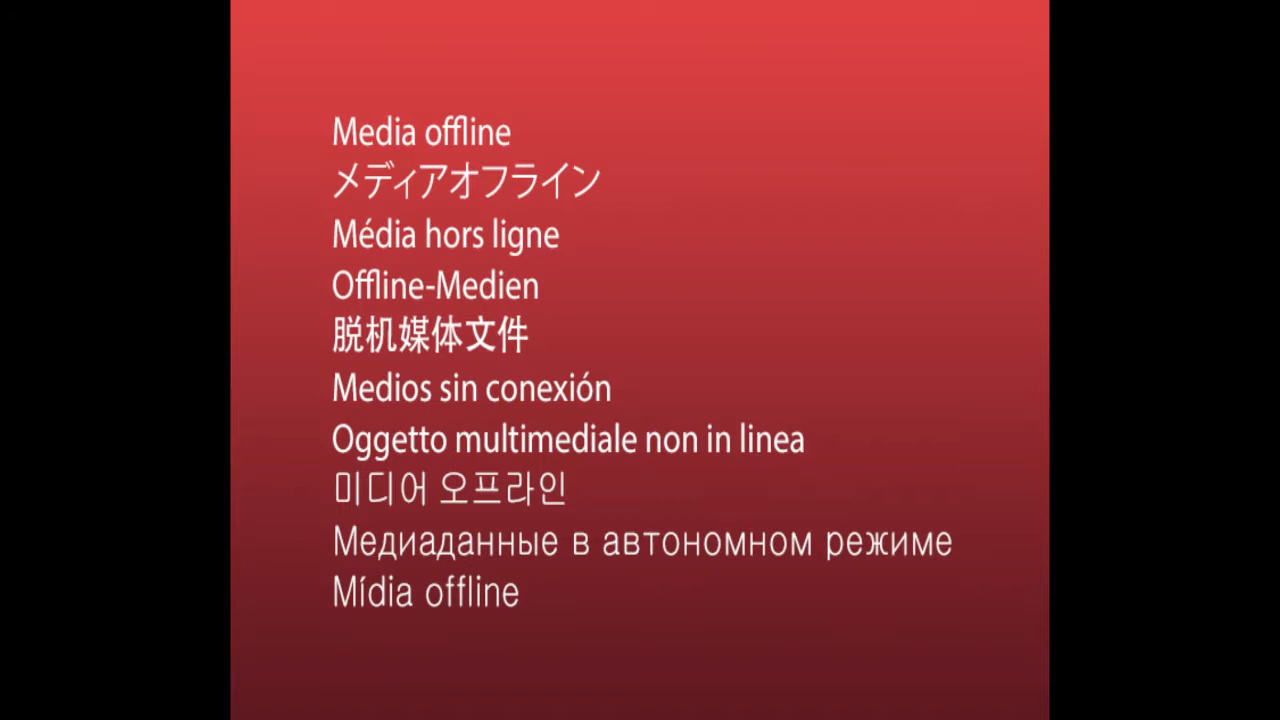 Media offline
メディアオフライン
Média hors ligne
Offline-Medien
脱机媒体文件
Medios sin conexión
Oggetto multimediale non in linea
미디어 오프라인
Медиаданные в автономном режиме
Mídia offline